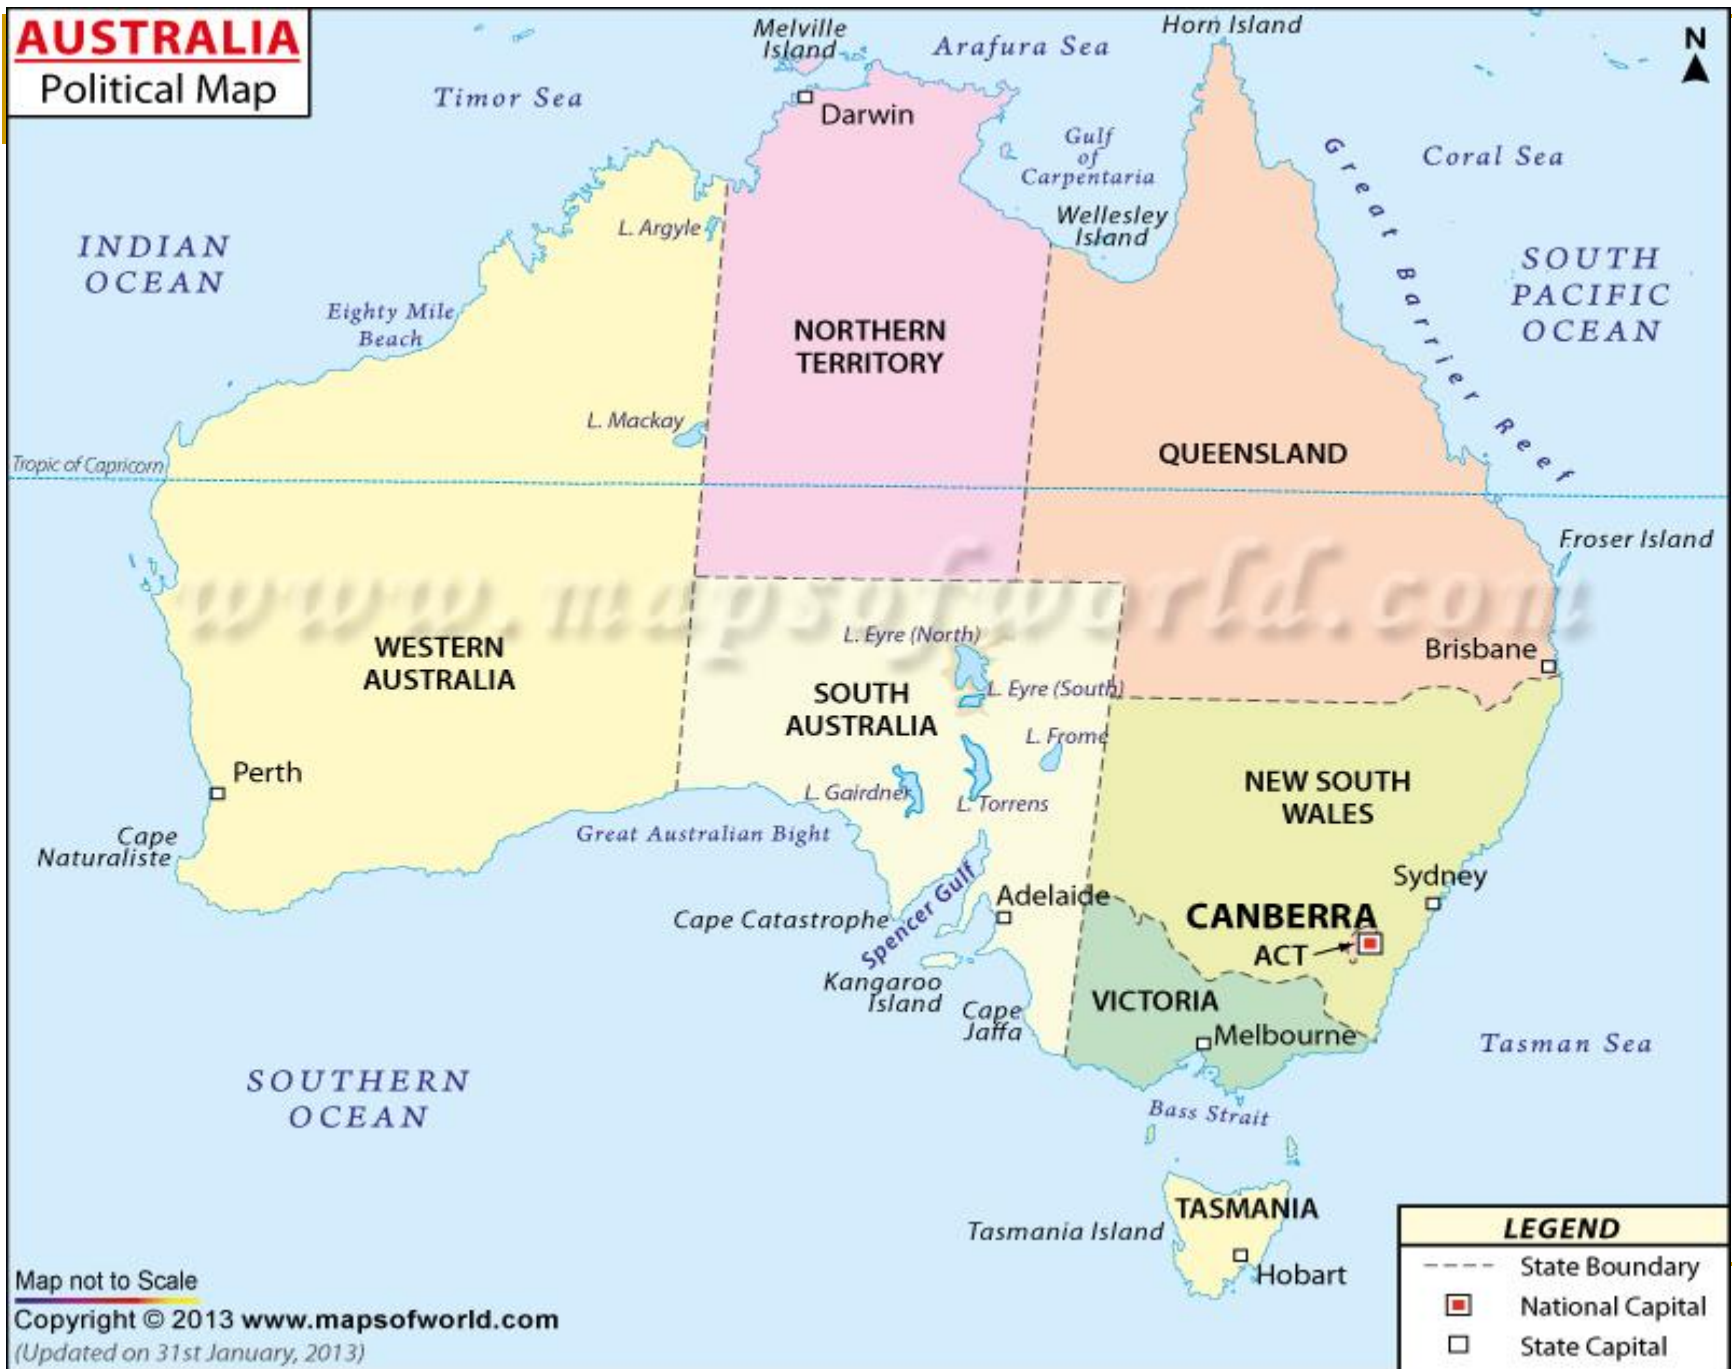 AUSTRALIA
Political Map
Melville
Island
Arafura Sea
Horn Island
N
Timor Sea
Darwin
Gulf
of
Carpentaria
Great Barrier Reef
Coral Sea
Wellesley
Island
L. Argyle
INDIAN
OCEAN
SOUTH
PACIFIC
OCEAN
Eighty Mile
Beach
NORTHERN
TERRITORY
L. Mackay
QUEENSLAND
Tropic of Capricorn
Froser Island
www.mapsofworld.com
WESTERN
AUSTRALIA
L. Eyre (North)
Brisbane
SOUTH
AUSTRALIA
L. Eyre (South)
L. Frome
Perth
L. Gairdner
L. Torrens
NEW SOUTH
WALES
Cape
Naturaliste
Great Australian Bight
Sydney
Spencer Gulf
Adelaide
Cape Catastrophe
CANBERRA
ACT
Kangaroo
Island
Cape
Jaffa
VICTORIA
Melbourne
Tasman Sea
SOUTHERN
OCEAN
Bass Strait
TASMANIA
Tasmania Island
Hobart
LEGEND
State Boundary
National Capital
State Capital
Map not to Scale
Copyright © 2013 www.mapsofworld.com
(Updated on 31st January, 2013)